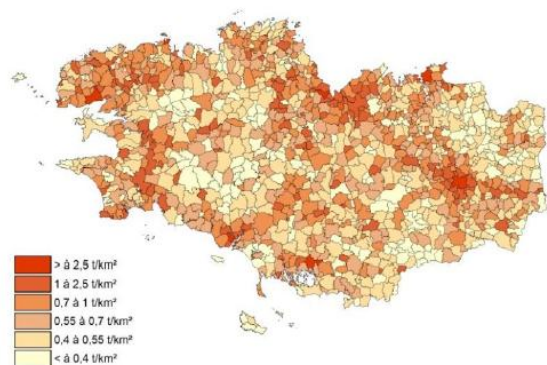 > à 2,5 t/km²
1 à 2,5 t/km²
0,7 à 1 t/km²
0,55 à 0,7 t/km²
0,4 à 0,55 t/km²
< à 0,4 t/km²